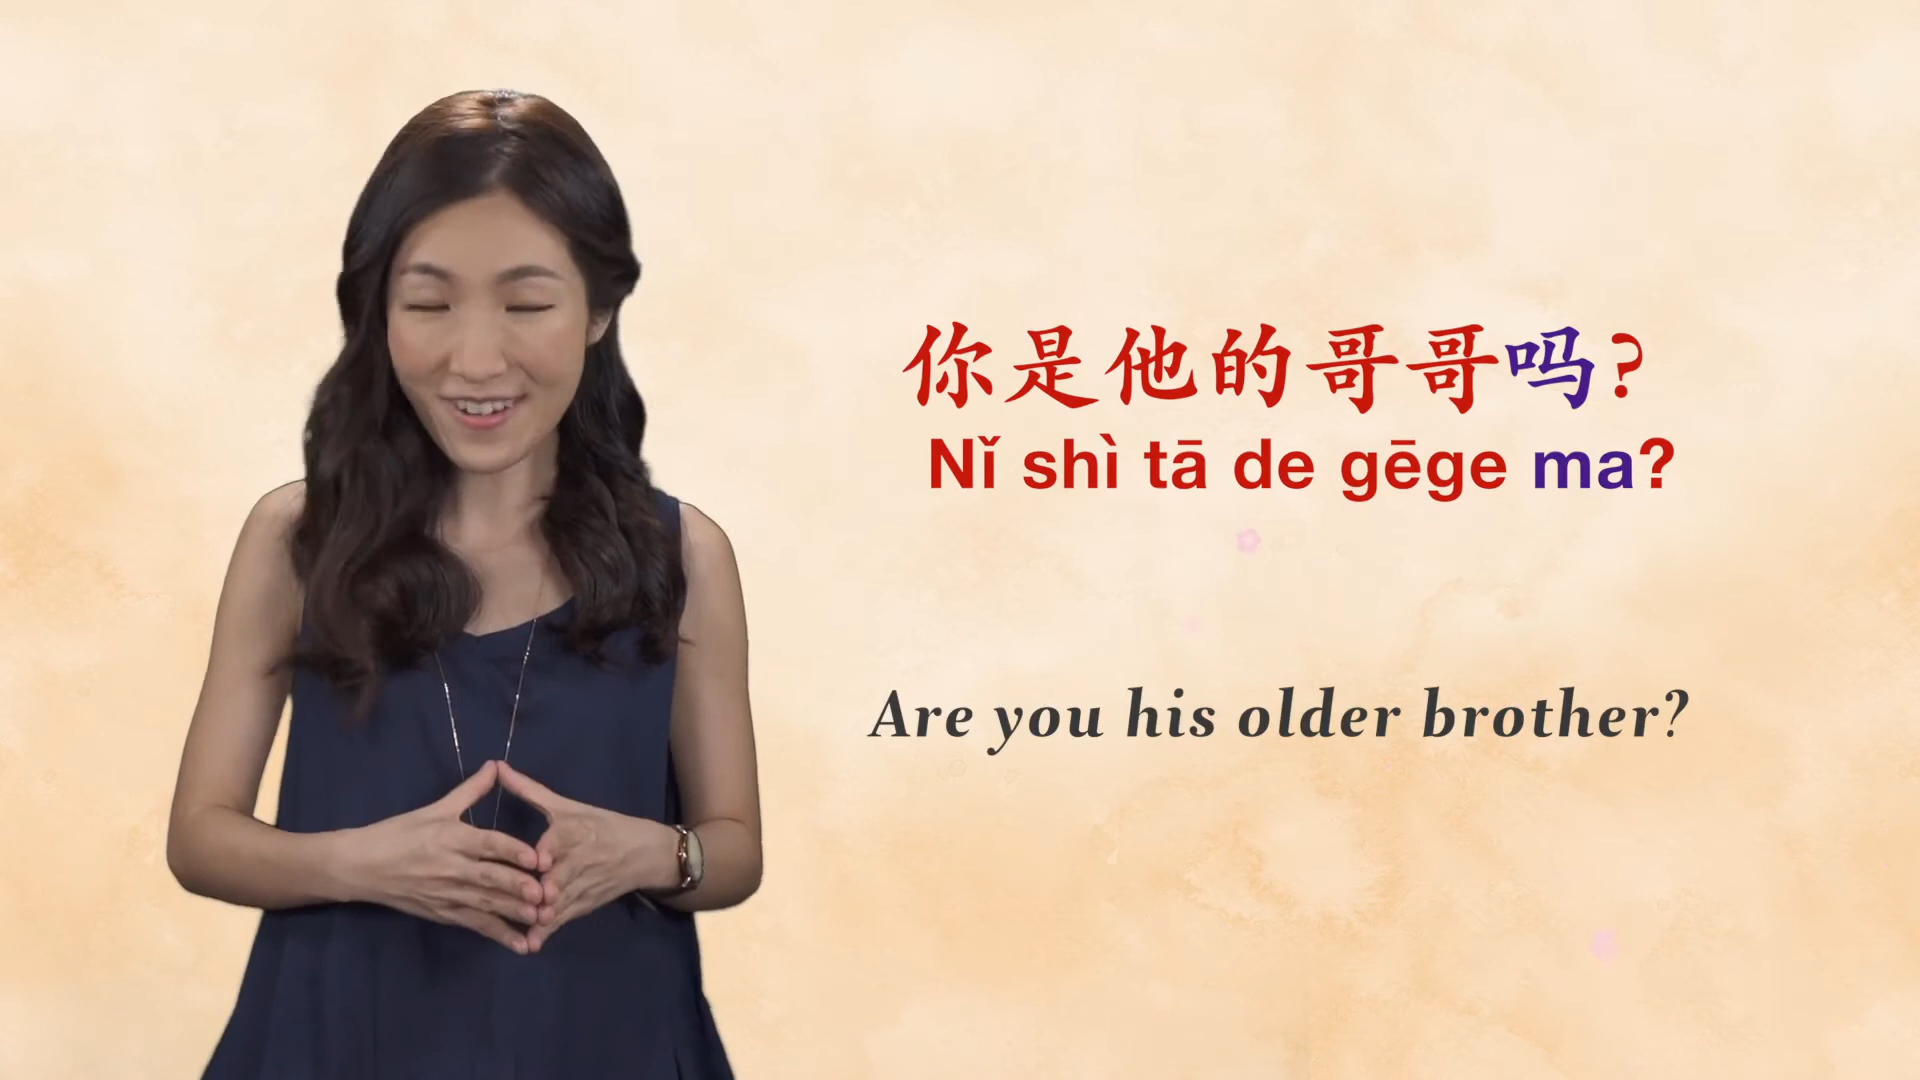 你是他的哥哥吗?
Nǐ shì tā de gēge ma?
Are you his older brother?